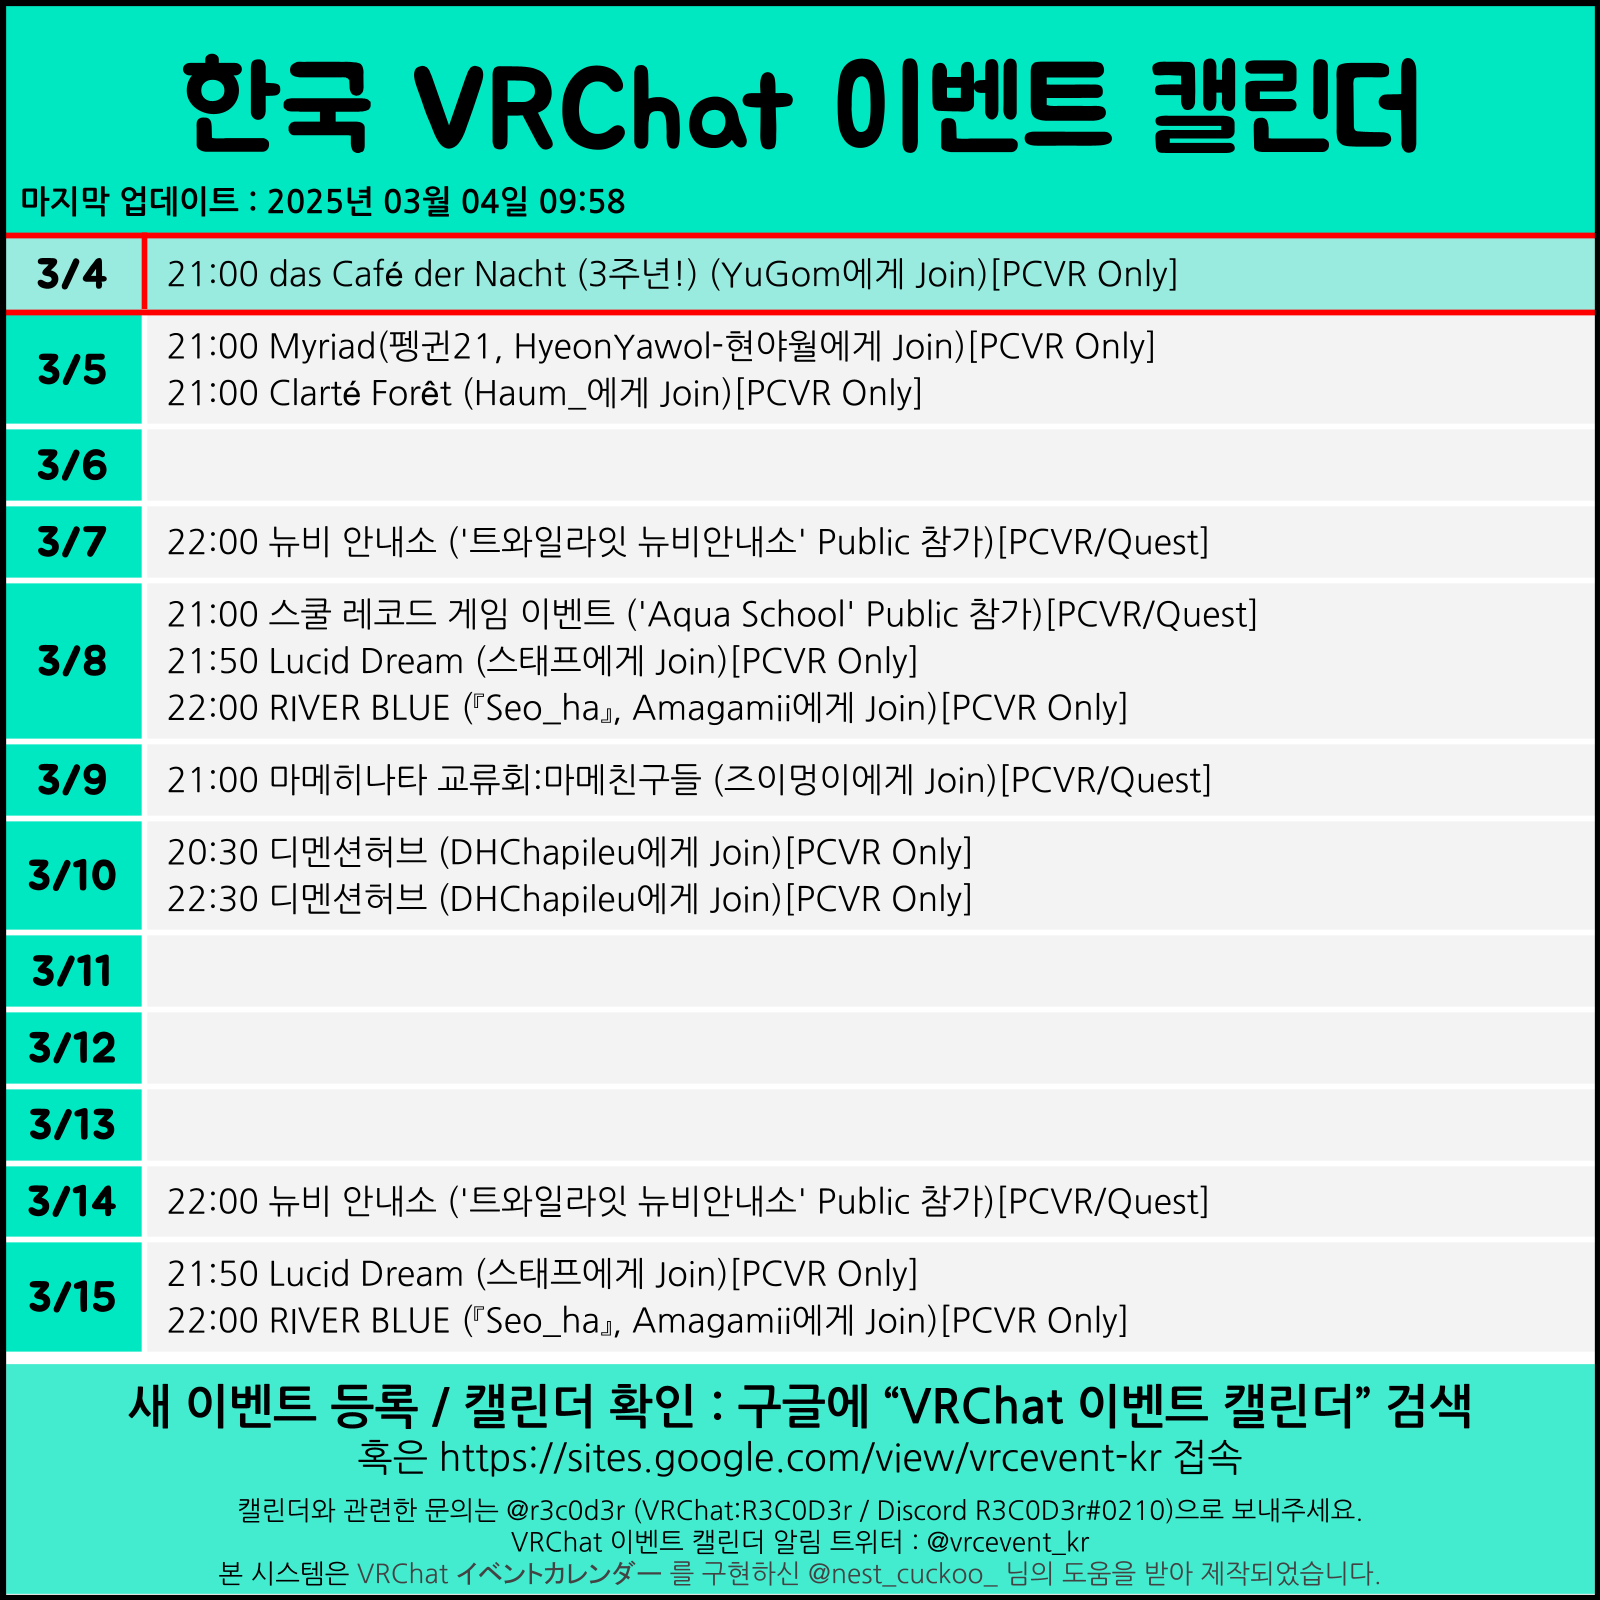 한국 VRChat 이벤트 캘린더
마지막 업데이트 : 2025년 03월 04일 09:58
3/4
21:00 das Café der Nacht (3주년!) (YuGom에게 Join)[PCVR Only]
3/5
21:00 Myriad(펭귄21, HyeonYawol-현야월에게 Join)[PCVR Only]
21:00 Clarté Forêt (Haum_에게 Join)[PCVR Only]
3/6
3/7
22:00 뉴비 안내소 ('트와일라잇 뉴비안내소' Public 참가)[PCVR/Quest]
3/8
21:00 스쿨 레코드 게임 이벤트 ('Aqua School' Public 참가)[PCVR/Quest]
21:50 Lucid Dream (스태프에게 Join)[PCVR Only]
22:00 RIVER BLUE (『Seo_ha』, Amagamii에게 Join)[PCVR Only]
3/9
21:00 마메히나타 교류회:마메친구들 (즈이멍이에게 Join)[PCVR/Quest]
3/10
20:30 디멘션허브 (DHChapileu에게 Join)[PCVR Only]
22:30 디멘션허브 (DHChapileu에게 Join)[PCVR Only]
3/11
3/12
3/13
3/14
22:00 뉴비 안내소 ('트와일라잇 뉴비안내소' Public 참가)[PCVR/Quest]
3/15
21:50 Lucid Dream (스태프에게 Join)[PCVR Only]
22:00 RIVER BLUE (『Seo_ha』, Amagamii에게 Join)[PCVR Only]
새 이벤트 등록 / 캘린더 확인 : 구글에 “VRChat 이벤트 캘린더” 검색
혹은 https://sites.google.com/view/vrcevent-kr 접속
캘린더와 관련한 문의는 @r3c0d3r (VRChat:R3C0D3r / Discord R3C0D3r#0210)으로 보내주세요.
VRChat 이벤트 캘린더 알림 트위터 : @vrcevent_kr
본 시스템은 VRChat イベントカレンダー 를 구현하신 @nest_cuckoo_ 님의 도움을 받아 제작되었습니다.